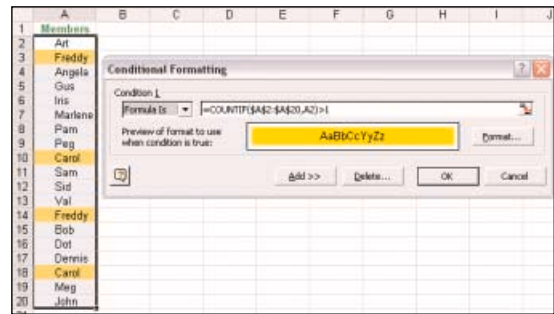 A B C D E F G H I J
1 Members
2 Art
3 Freddy
4 Angela
5 Gus
6 Iris
7 Marlene
8 Pam
9 Peg
10 Carol
11 Sam
12 Sid
13 Val
14 Freddy
15 Bob
16 Dot
17 Dennis
18 Carol
19 Meg
20 John
Conditional Formatting
Condition 1
Formula Is =COUNTIF($A$2:$A$20,A2)>1
Preview of format to use
when condition is true:
AaBbCcYyZz
Format...
Add >> Delete... OK Cancel